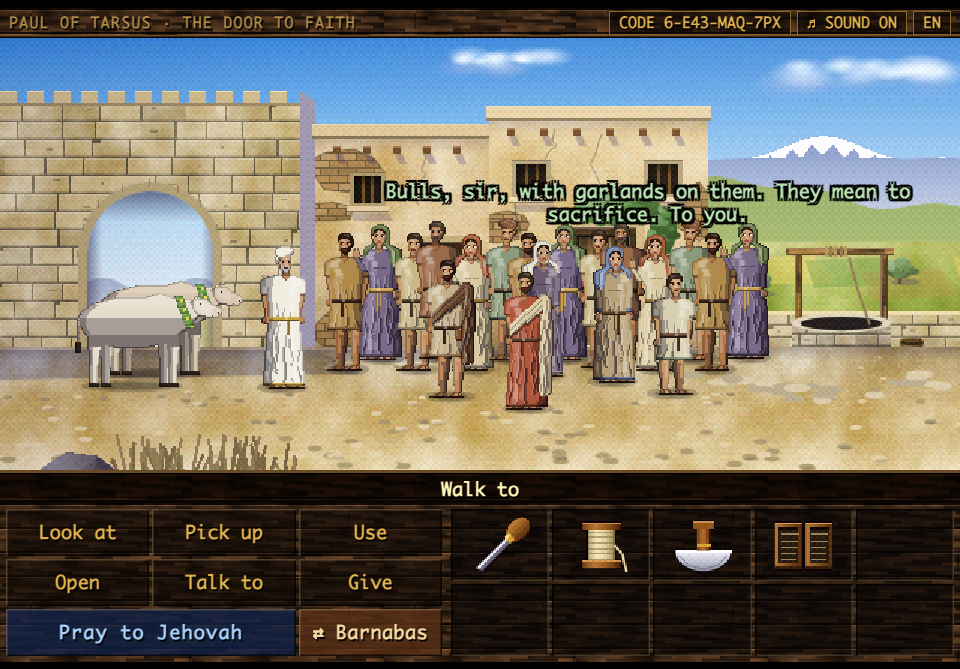 PAUL OF TARSUS · THE DOOR TO FAITH
CODE 6-E43-MAQ-7PX
♬ SOUND ON
EN
Bulls, sir, with garlands on them. They mean to
sacrifice. To you.
Walk to
Look at
Pick up
Use
Open
Talk to
Give
Pray to Jehovah
⇄ Barnabas